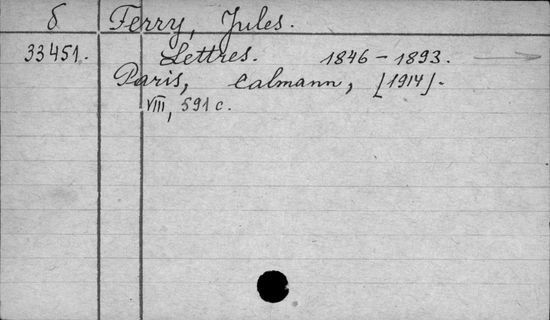 δ Ferry, Jules.
33451. Lettres. 1846-1893.
Paris, Calmann, [1914].
VIII, 591 c.